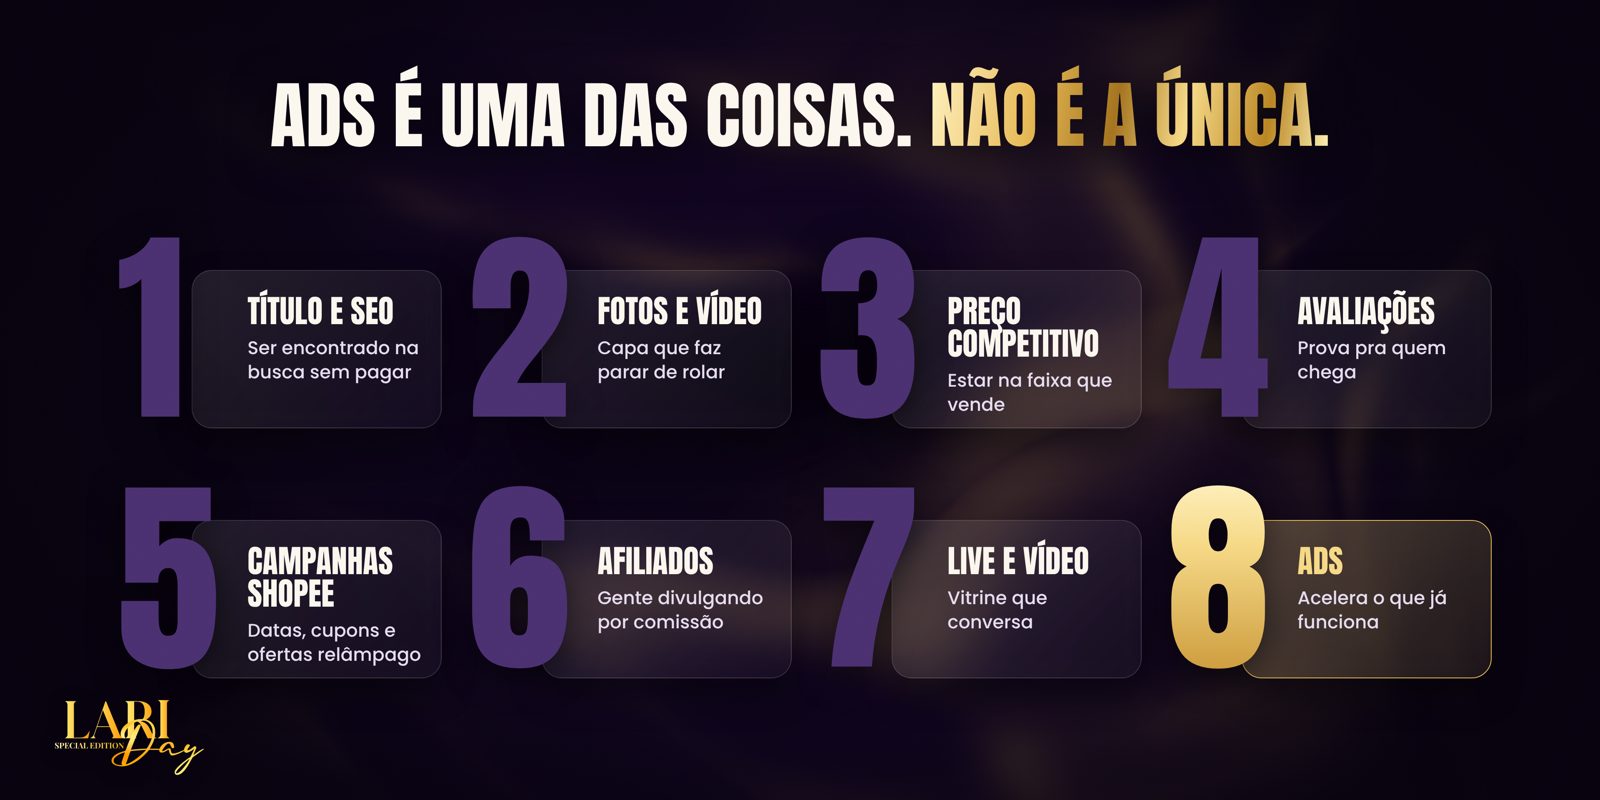 ADS É UMA DAS COISAS. NÃO É A ÚNICA.
1
TÍTULO E SEO
Ser encontrado na
busca sem pagar
2
FOTOS E VÍDEO
Capa que faz
parar de rolar
3
PREÇO
COMPETITIVO
Estar na faixa que
vende
4
AVALIAÇÕES
Prova pra quem
chega
5
CAMPANHAS
SHOPEE
Datas, cupons e
ofertas relâmpago
6
AFILIADOS
Gente divulgando
por comissão
7
LIVE E VÍDEO
Vitrine que
conversa
8
ADS
Acelera o que já
funciona
LARI
SPECIAL EDITION Day